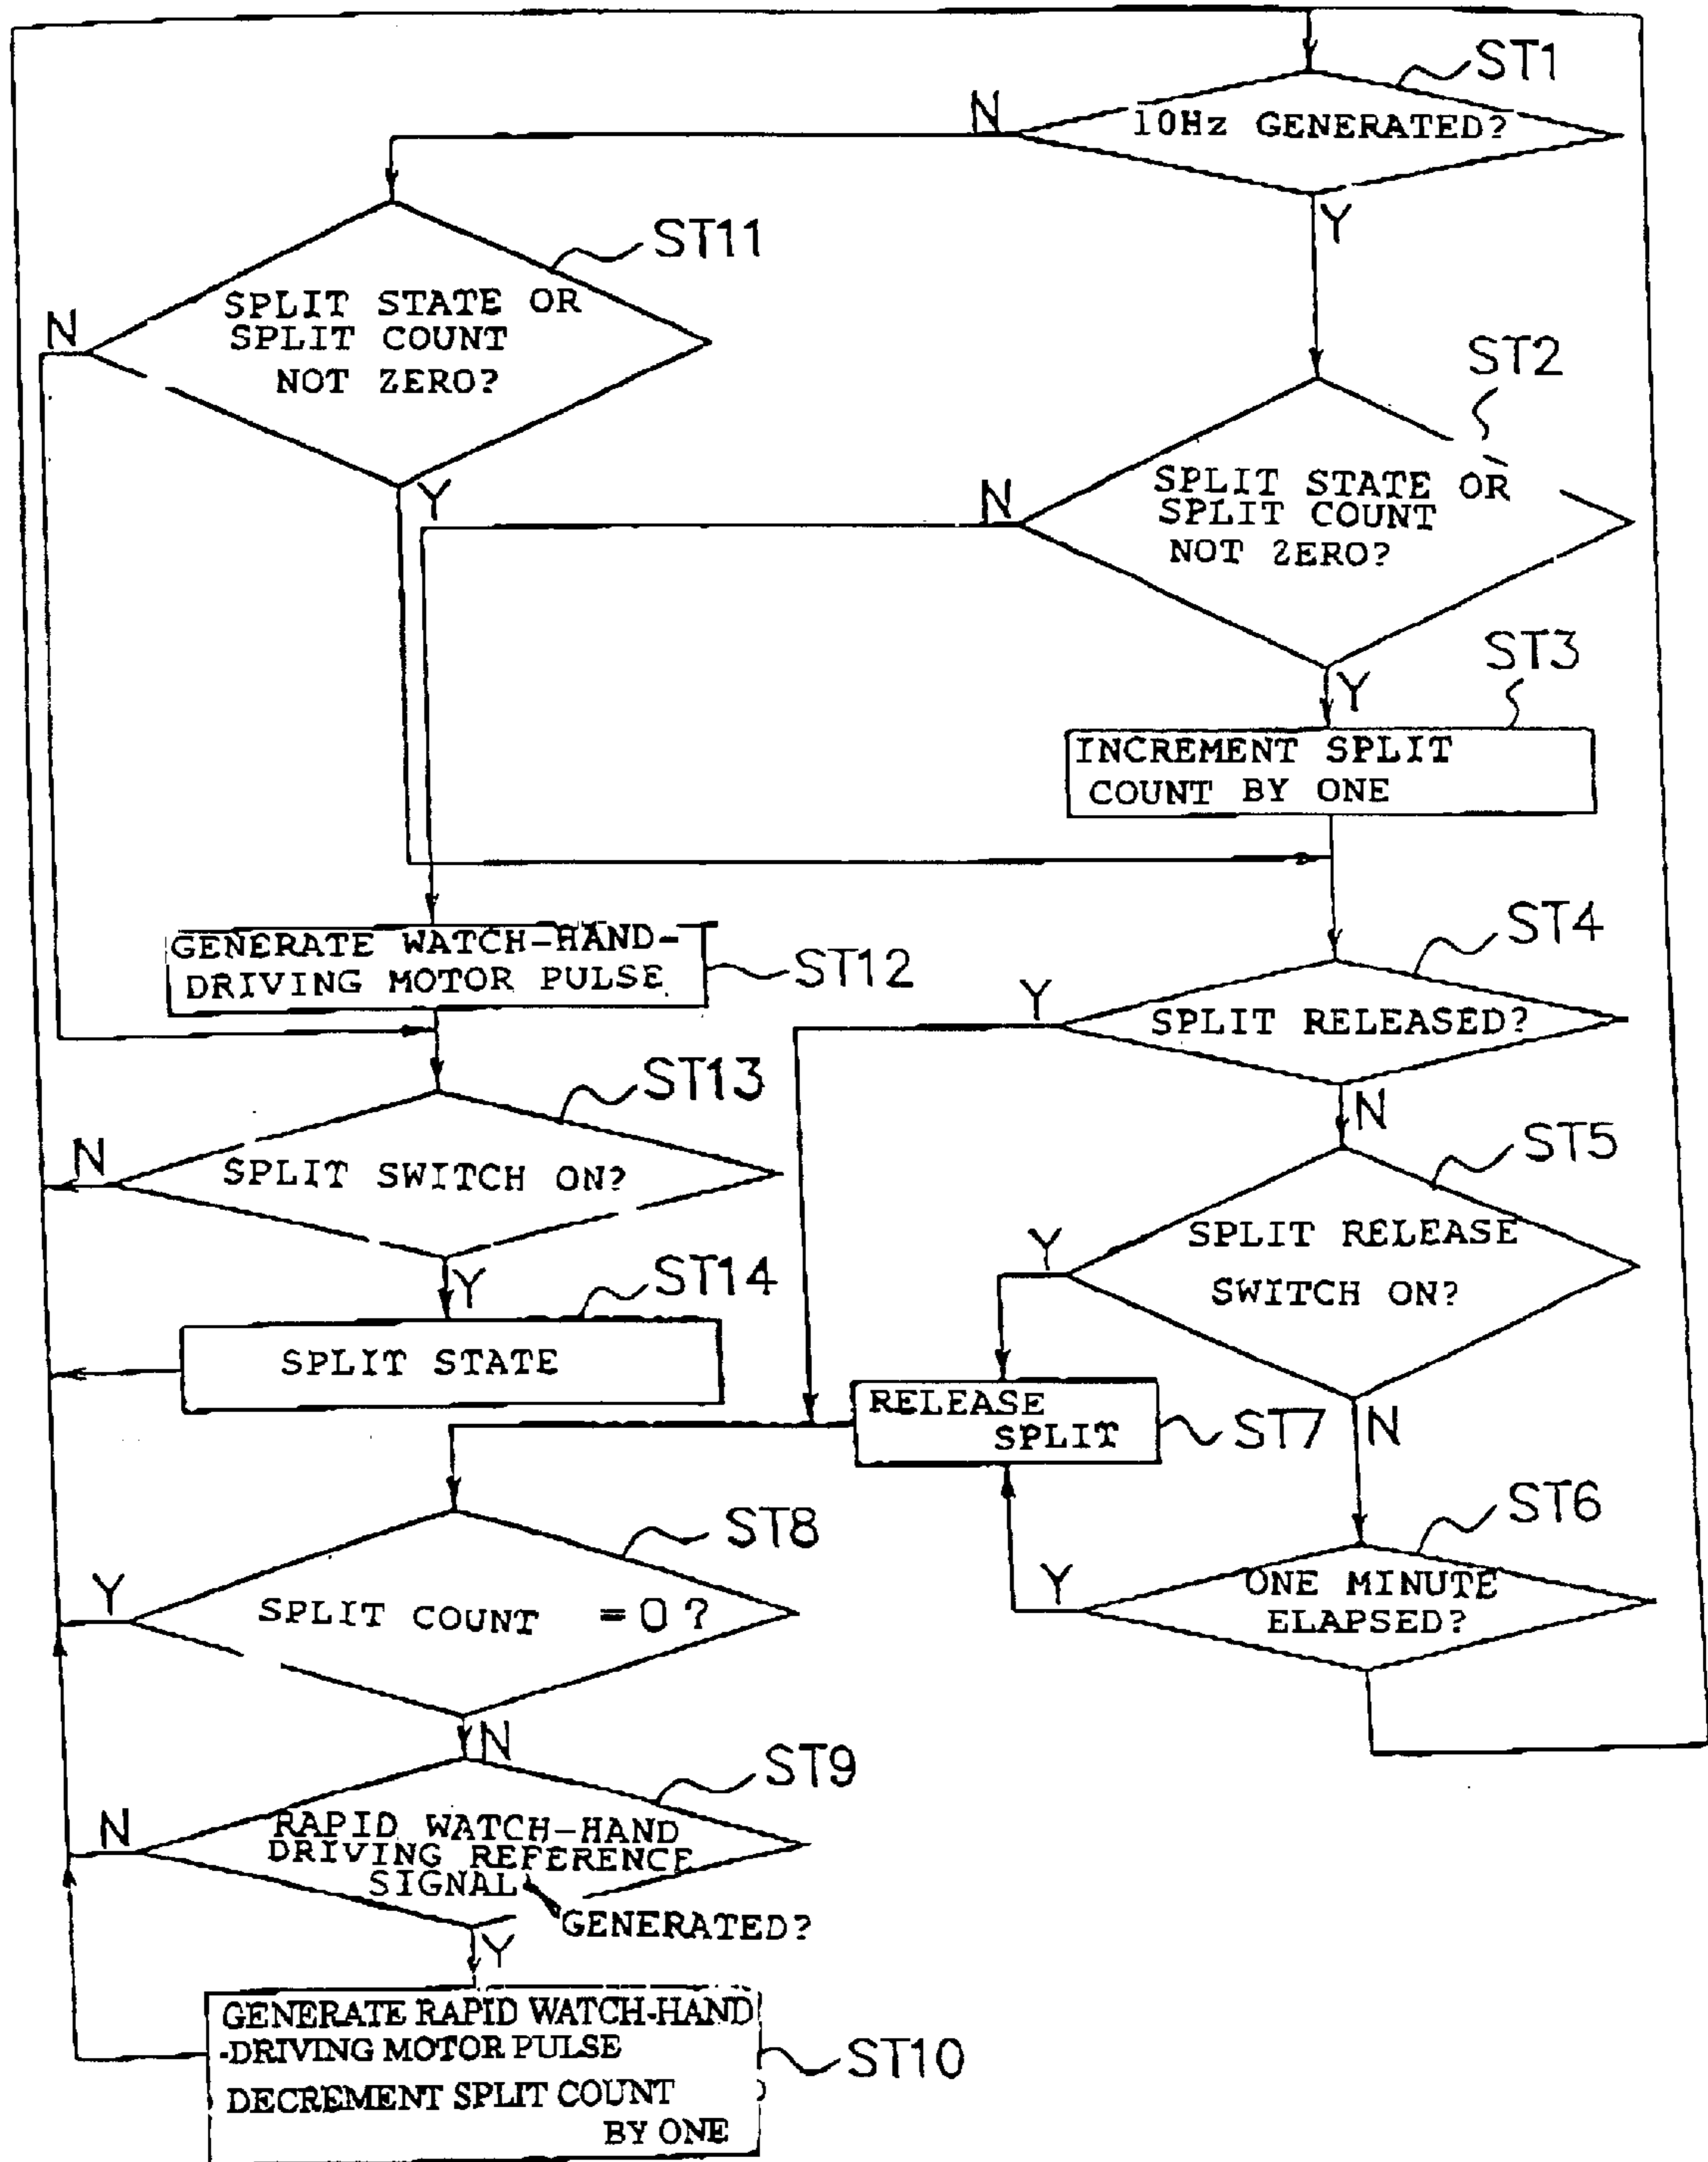 ST1
N
10Hz GENERATED?
Y
ST11
SPLIT STATE OR
SPLIT COUNT
NOT ZERO?
N
Y
ST2
N
SPLIT STATE OR
SPLIT COUNT
NOT ZERO?
Y
ST3
INCREMENT SPLIT
COUNT BY ONE
GENERATE WATCH-HAND-
DRIVING MOTOR PULSE
ST12
ST4
Y
SPLIT RELEASED?
N
ST13
N
SPLIT SWITCH ON?
Y
ST5
Y
SPLIT RELEASE
SWITCH ON?
N
ST14
SPLIT STATE
RELEASE
SPLIT
ST7
ST6
Y
ONE MINUTE
ELAPSED?
ST8
Y
SPLIT COUNT =0?
N
ST9
N
RAPID WATCH-HAND
DRIVING REFERENCE
SIGNAL
GENERATED?
Y
GENERATE RAPID WATCH-HAND
-DRIVING MOTOR PULSE
DECREMENT SPLIT COUNT
BY ONE
ST10